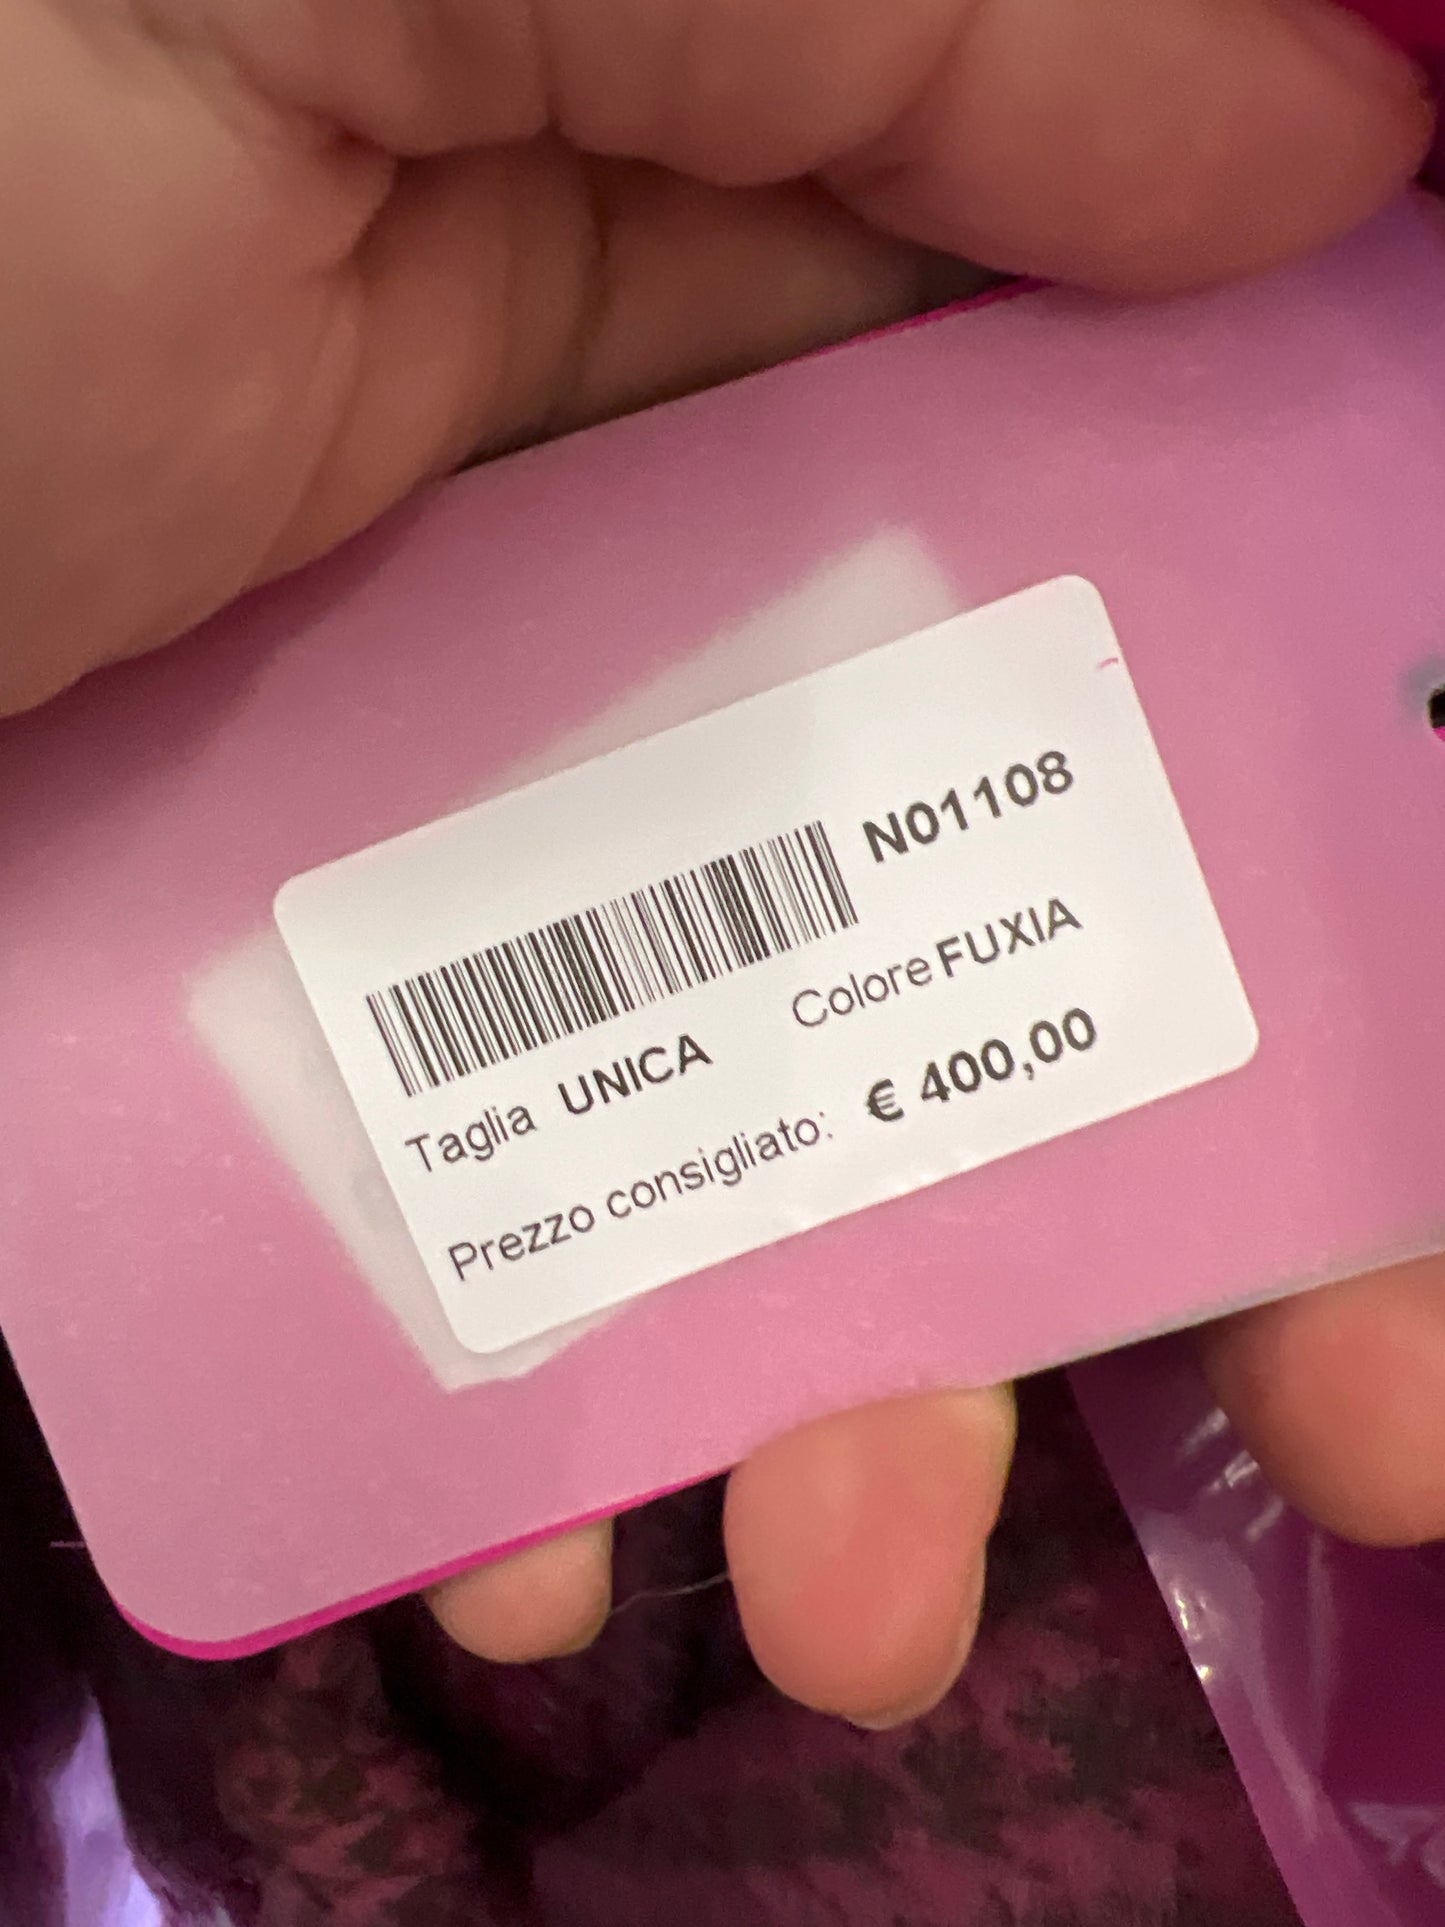 N01108
Taglia UNICA Colore FUXIA
Prezzo consigliato: € 400,00